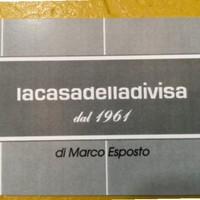 lacasadelladivisa
dal 1961
di Marco Esposto